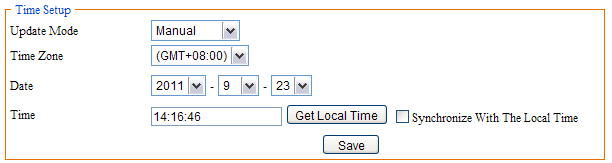 Time Setup
Update Mode Manual
Time Zone (GMT+08:00)
Date 2011 - 9 - 23
Time 14:16:46 Get Local Time Synchronize With The Local Time
Save